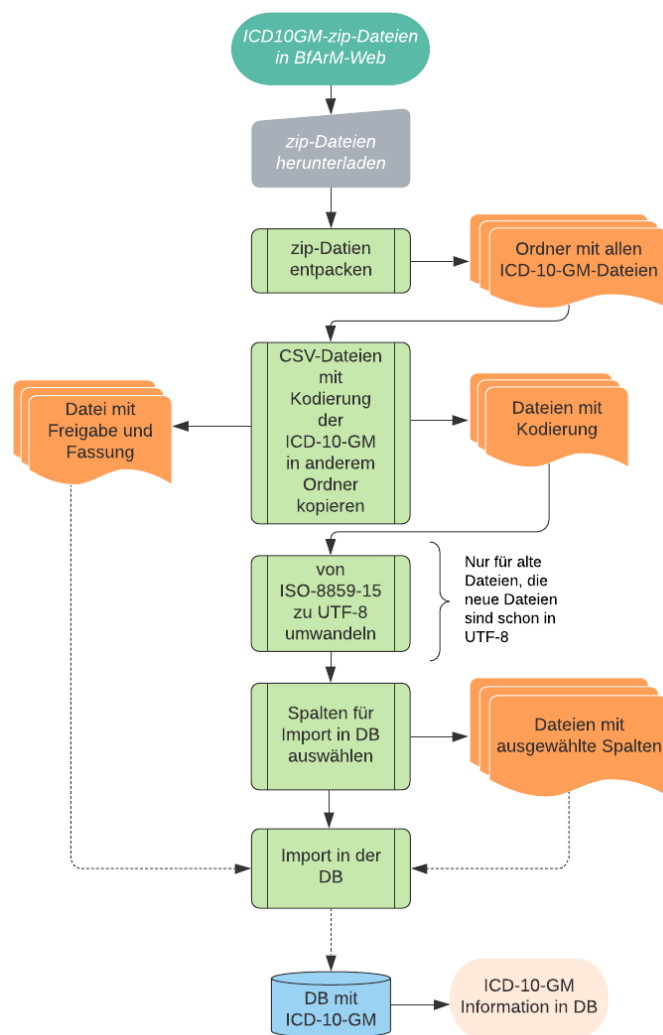 ICD10GM-zip-Dateien
in BfArM-Web
zip-Dateien
herunterladen
zip-Datien
entpacken
Ordner mit allen
ICD-10-GM-Dateien
CSV-Dateien
mit
Kodierung
der
ICD-10-GM
in anderem
Ordner
kopieren
Datei mit
Freigabe und
Fassung
Dateien mit
Kodierung
von
ISO-8859-15
zu UTF-8
umwandeln
Nur für alte
Dateien, die
neue Dateien
sind schon in
UTF-8
Spalten für
Import in DB
auswählen
Dateien mit
ausgewählte Spalten
Import in der
DB
DB mit
ICD-10-GM
ICD-10-GM
Information in DB